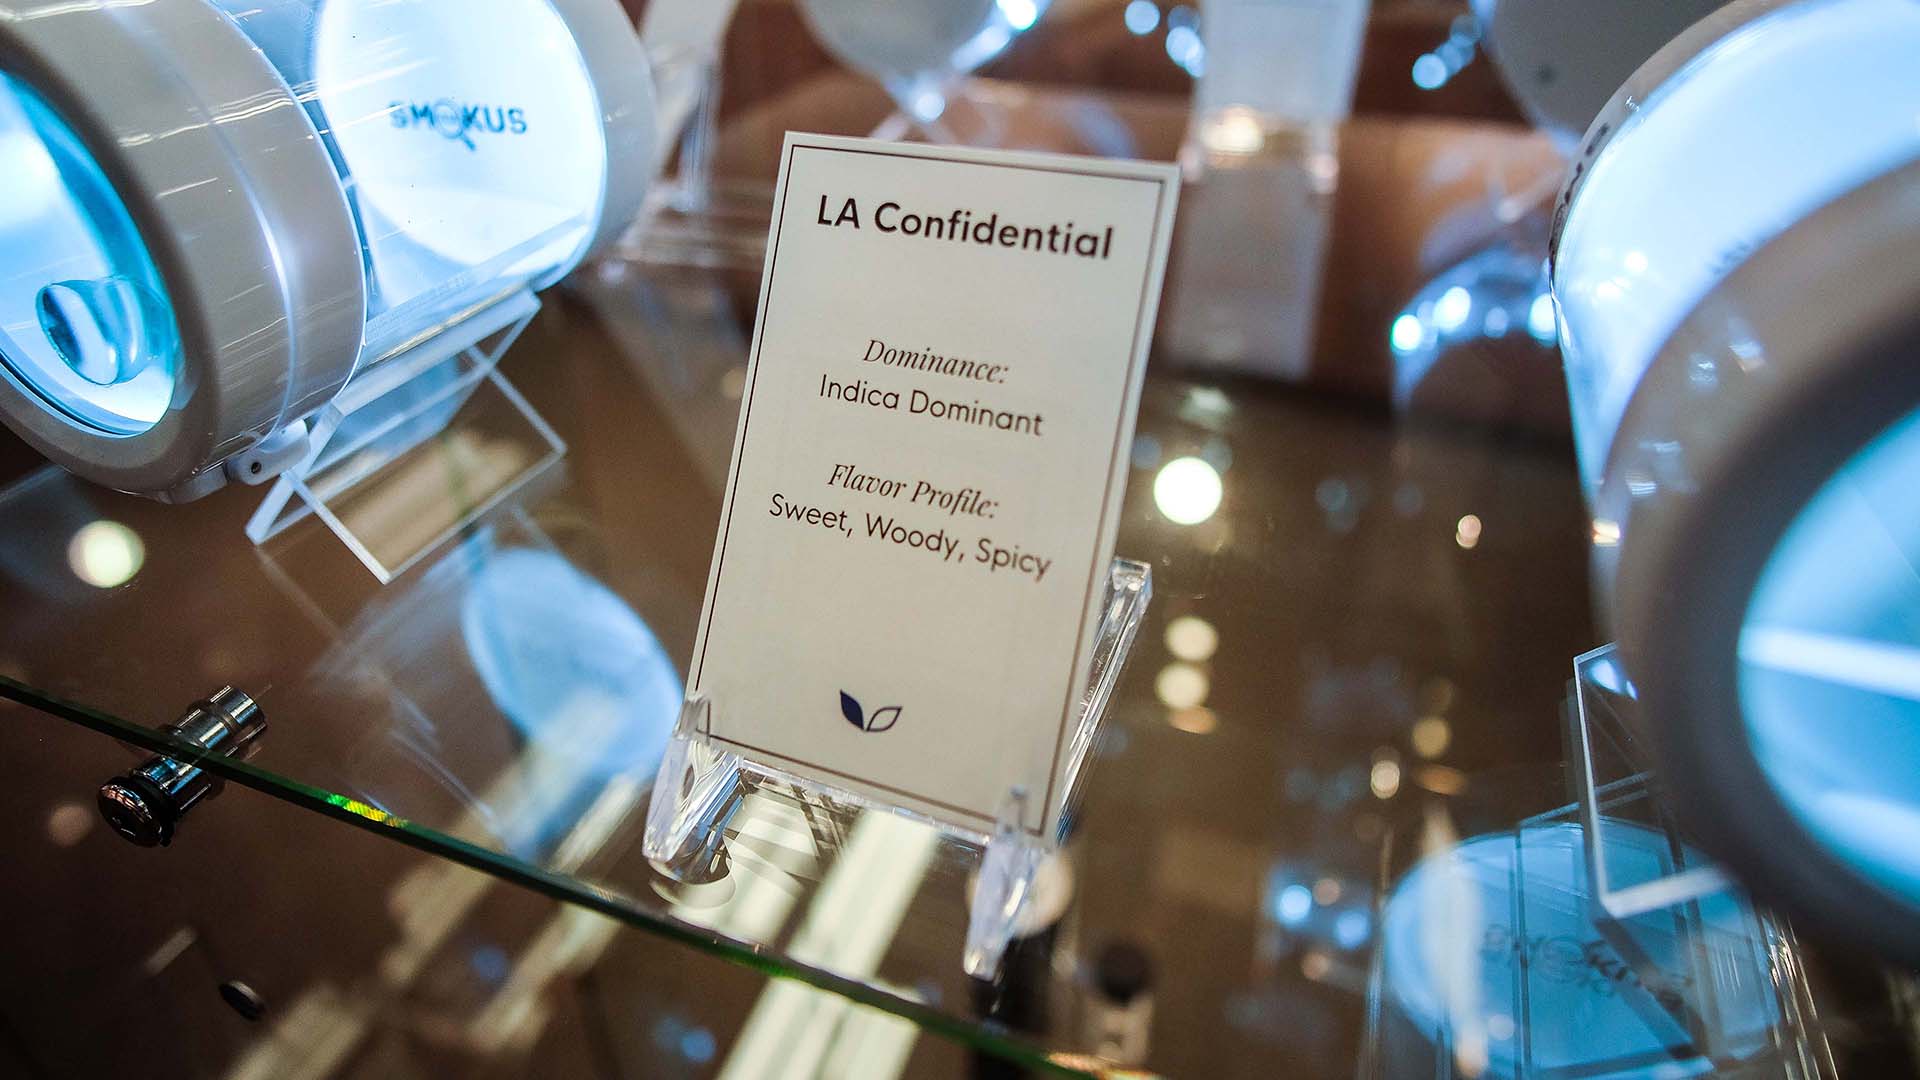 SMOKUS
LA Confidential
Dominance:
Indica Dominant
Flavor Profile:
Sweet, Woody, Spicy